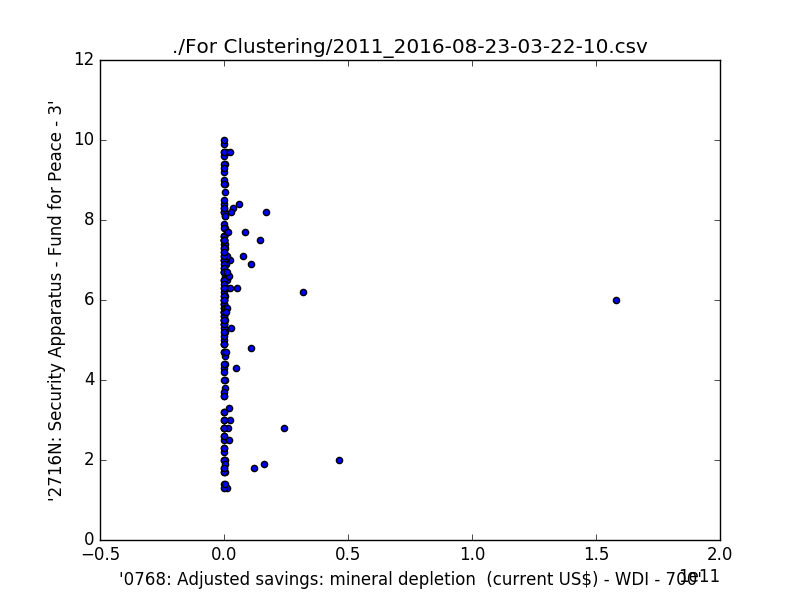 ./For Clustering/2011_2016-08-23-03-22-10.csv
'2716N: Security Apparatus - Fund for Peace - 3'
12
10
8
6
4
2
0
−0.5 0.0 0.5 1.0 1.5 2.0
1e11
'0768: Adjusted savings: mineral depletion  (current US$) - WDI - 700'